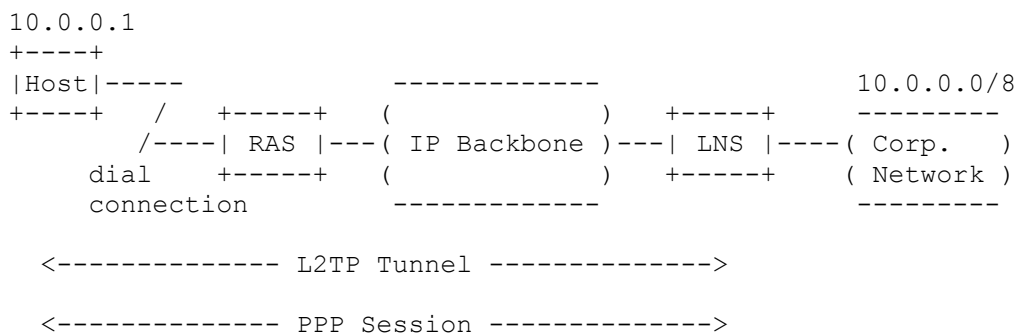 10.0.0.1
+----+
|Host|-----              -------------                10.0.0.0/8
+----+   /   +-----+   (             )   +-----+     ---------
        /----| RAS |---( IP Backbone )---| LNS |----( Corp.   )
     dial    +-----+   (             )   +-----+    ( Network )
     connection          -------------               ---------
<-------------- L2TP Tunnel -------------->
<-------------- PPP Session -------------->